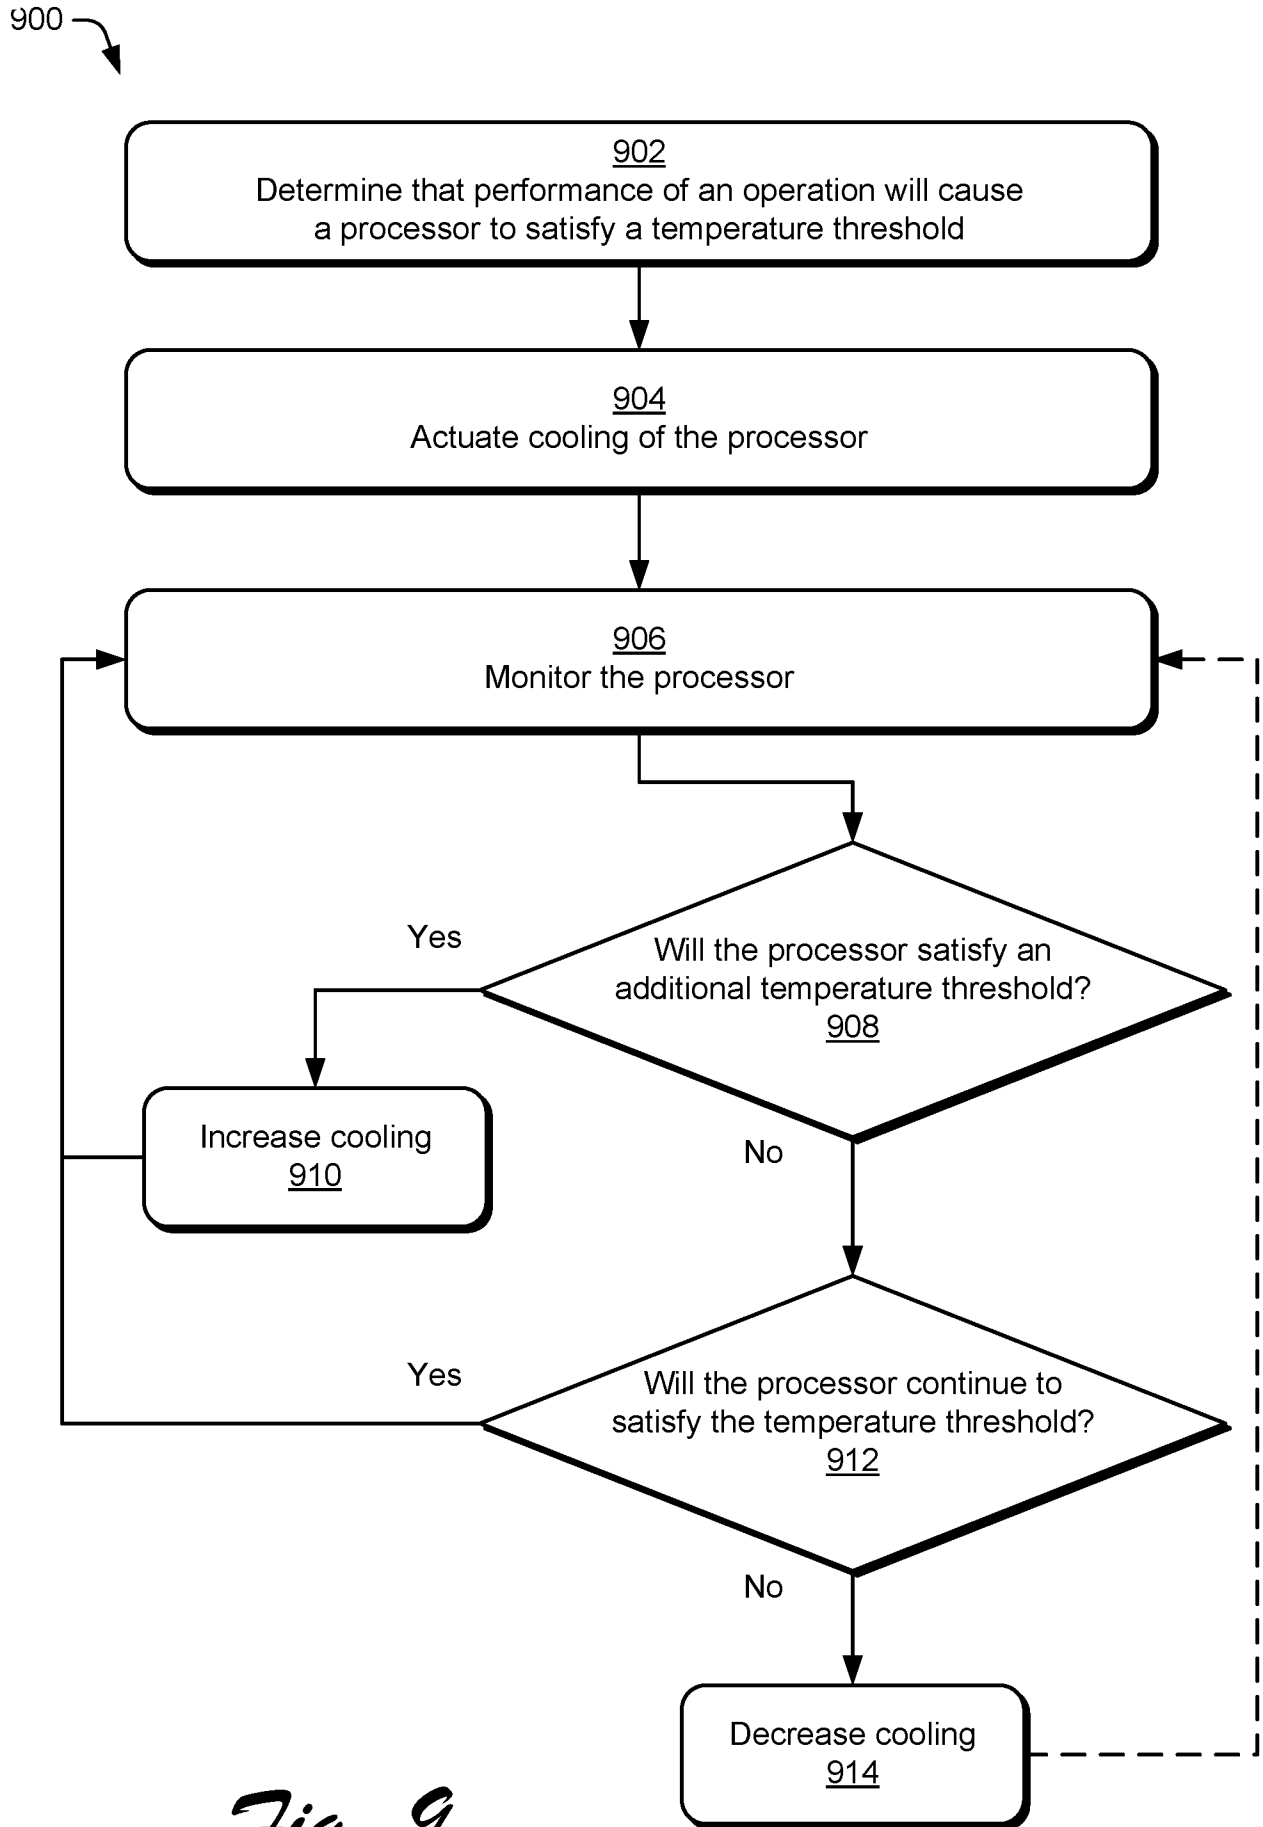 900
902
Determine that performance of an operation will cause
a processor to satisfy a temperature threshold
904
Actuate cooling of the processor
906
Monitor the processor
Yes
Will the processor satisfy an
additional temperature threshold?
908
Increase cooling
910
No
Yes
Will the processor continue to
satisfy the temperature threshold?
912
No
Decrease cooling
914
Fig. 9